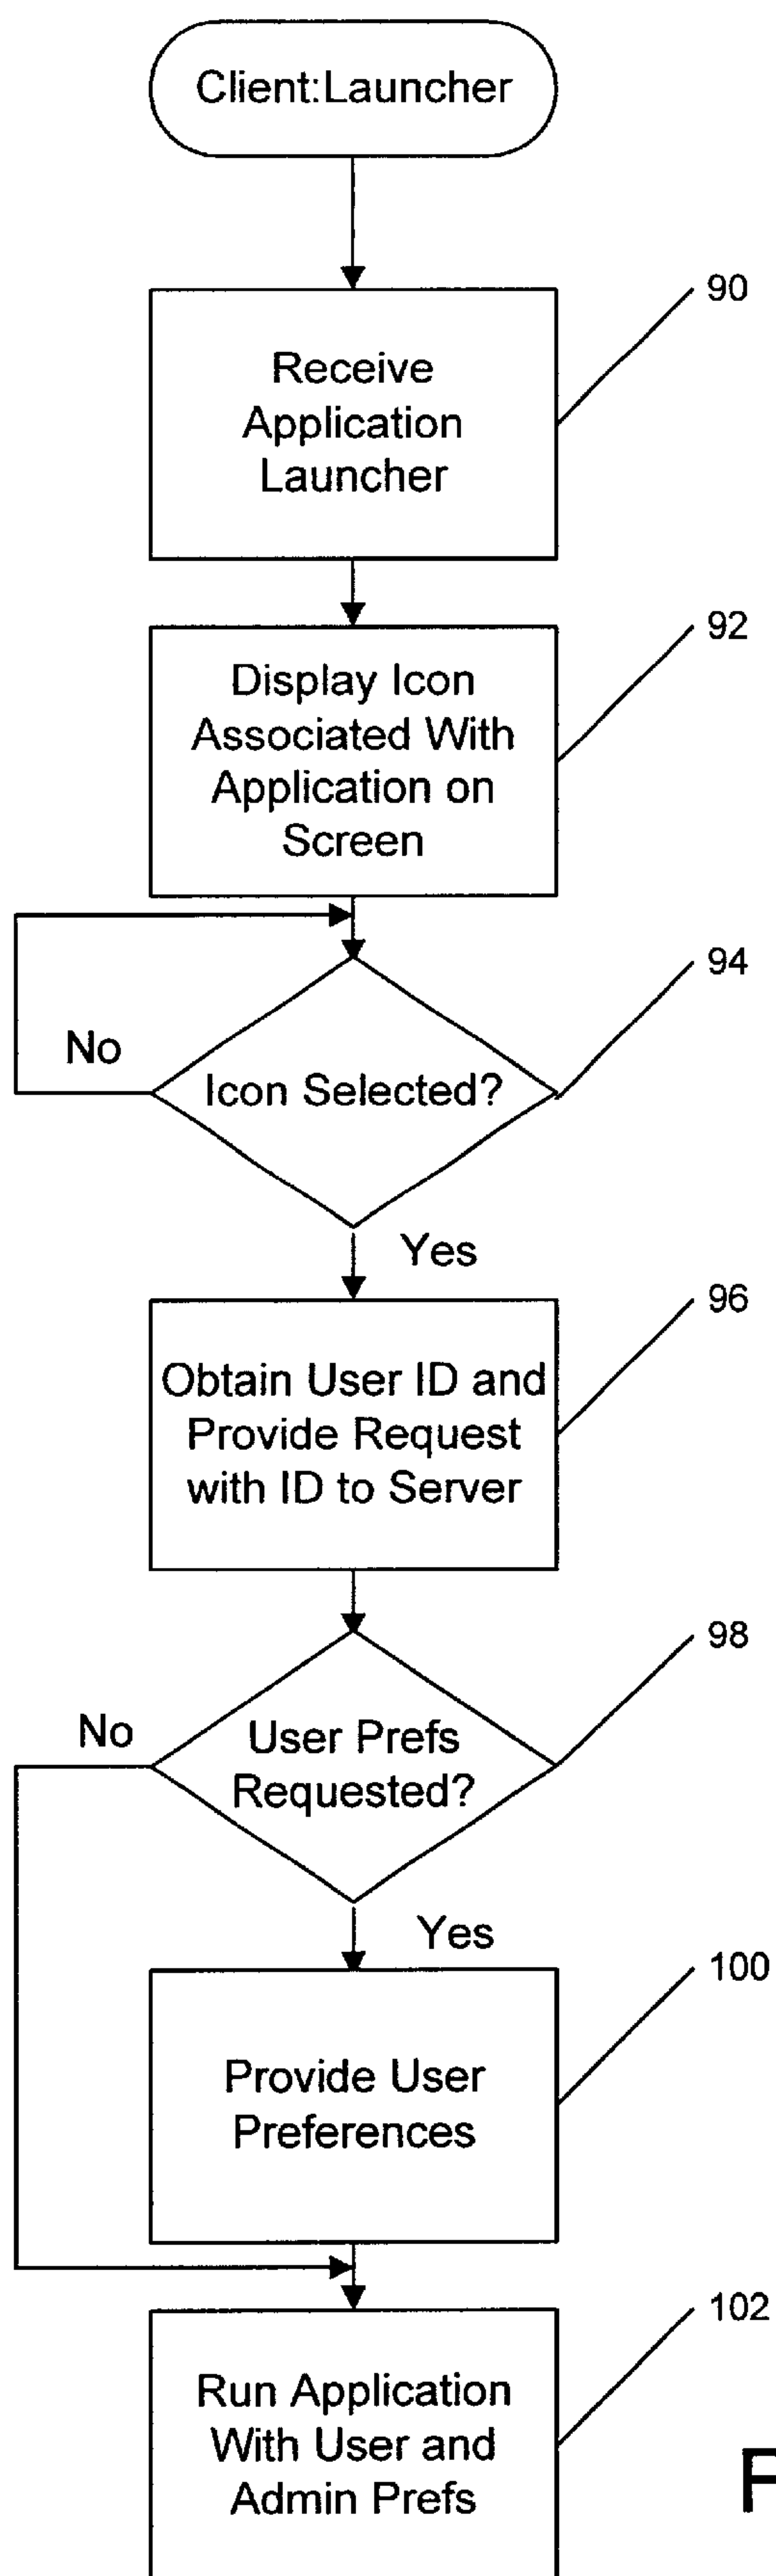 Client:Launcher
90
Receive
Application
Launcher
92
Display Icon
Associated With
Application on
Screen
94
No
Icon Selected?
Yes
96
Obtain User ID and
Provide Request
with ID to Server
98
No
User Prefs
Requested?
Yes
100
Provide User
Preferences
102
Run Application
With User and
Admin Prefs